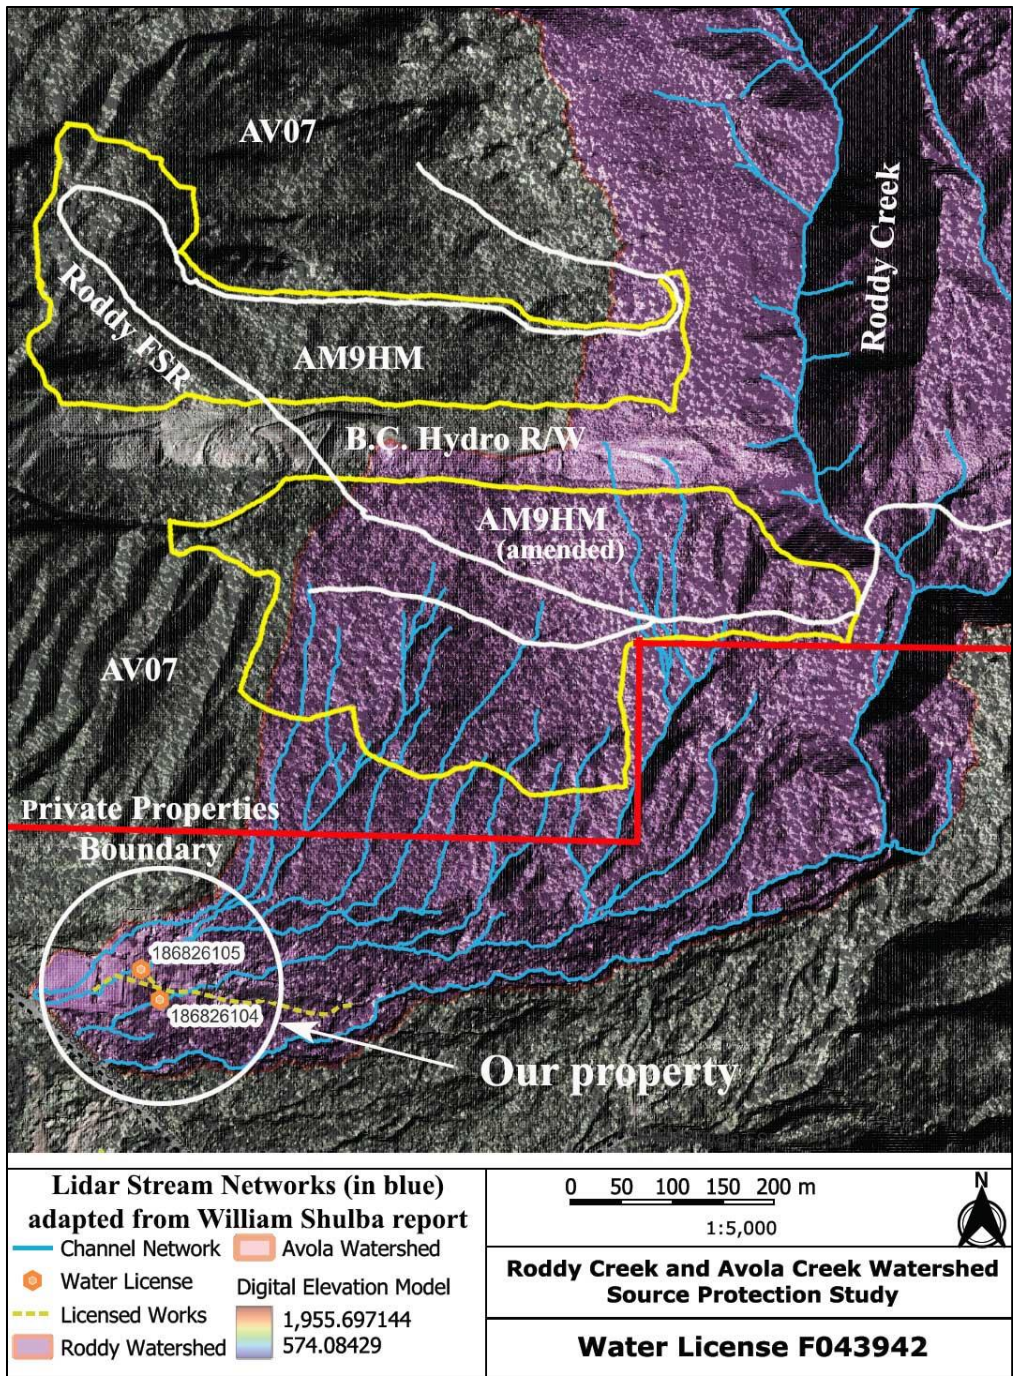 AV07
Roddy Creek
Roddy FSR
AM9HM
B.C. Hydro R/W
AM9HM
(amended)
AV07
Private Properties
Boundary
186826105
186826104
Our property
Lidar Stream Networks (in blue)
adapted from William Shulba report
Channel Network
Avola Watershed
Water License
Digital Elevation Model
Licensed Works
1,955.697144
Roddy Watershed
574.08429
0 50 100 150 200 m
1:5,000
N
Roddy Creek and Avola Creek Watershed
Source Protection Study
Water License F043942